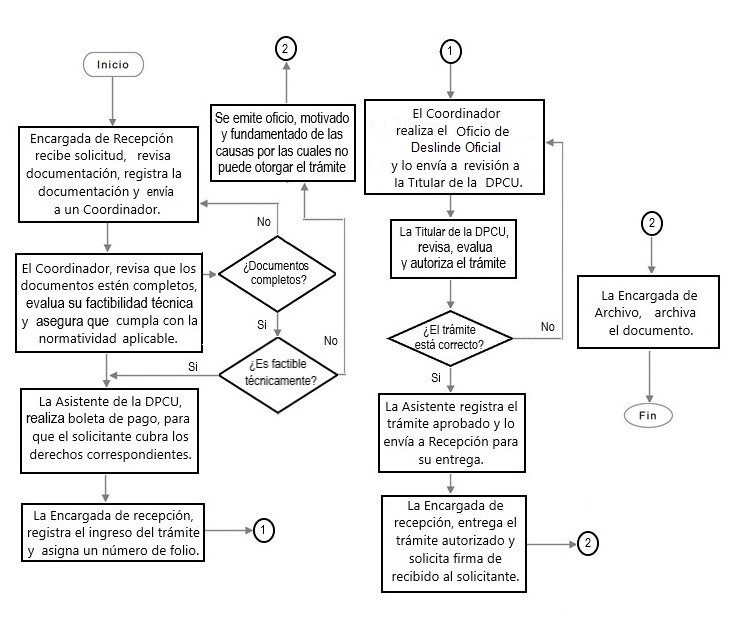 Inicio
Encargada de Recepción
recibe solicitud, revisa
documentación, registra la
documentación y envía
a un Coordinador.
El Coordinador, revisa que los
documentos estén completos,
evalua su factibilidad técnica
y asegura que cumpla con la
normatividad aplicable.
¿Documentos
completos?
No
Si
¿Es factible
técnicamente?
No
Si
2
Se emite oficio, motivado
y fundamentado de las
causas por las cuales no
puede otorgar el trámite
La Asistente de la DPCU,
realiza boleta de pago, para
que el solicitante cubra los
derechos correspondientes.
La Encargada de recepción,
registra el ingreso del trámite
y asigna un número de folio.
1
1
El Coordinador
realiza el Oficio de
Deslinde Oficial
y lo envía a revisión a
la Titular de la DPCU.
La Titular de la DPCU,
revisa, evalua
y autoriza el trámite
¿El trámite
está correcto?
No
Si
La Asistente registra el
trámite aprobado y lo
envía a Recepción para
su entrega.
La Encargada de
recepción, entrega el
trámite autorizado y
solicita firma de
recibido al solicitante.
2
2
La Encargada de
Archivo, archiva
el documento.
Fin